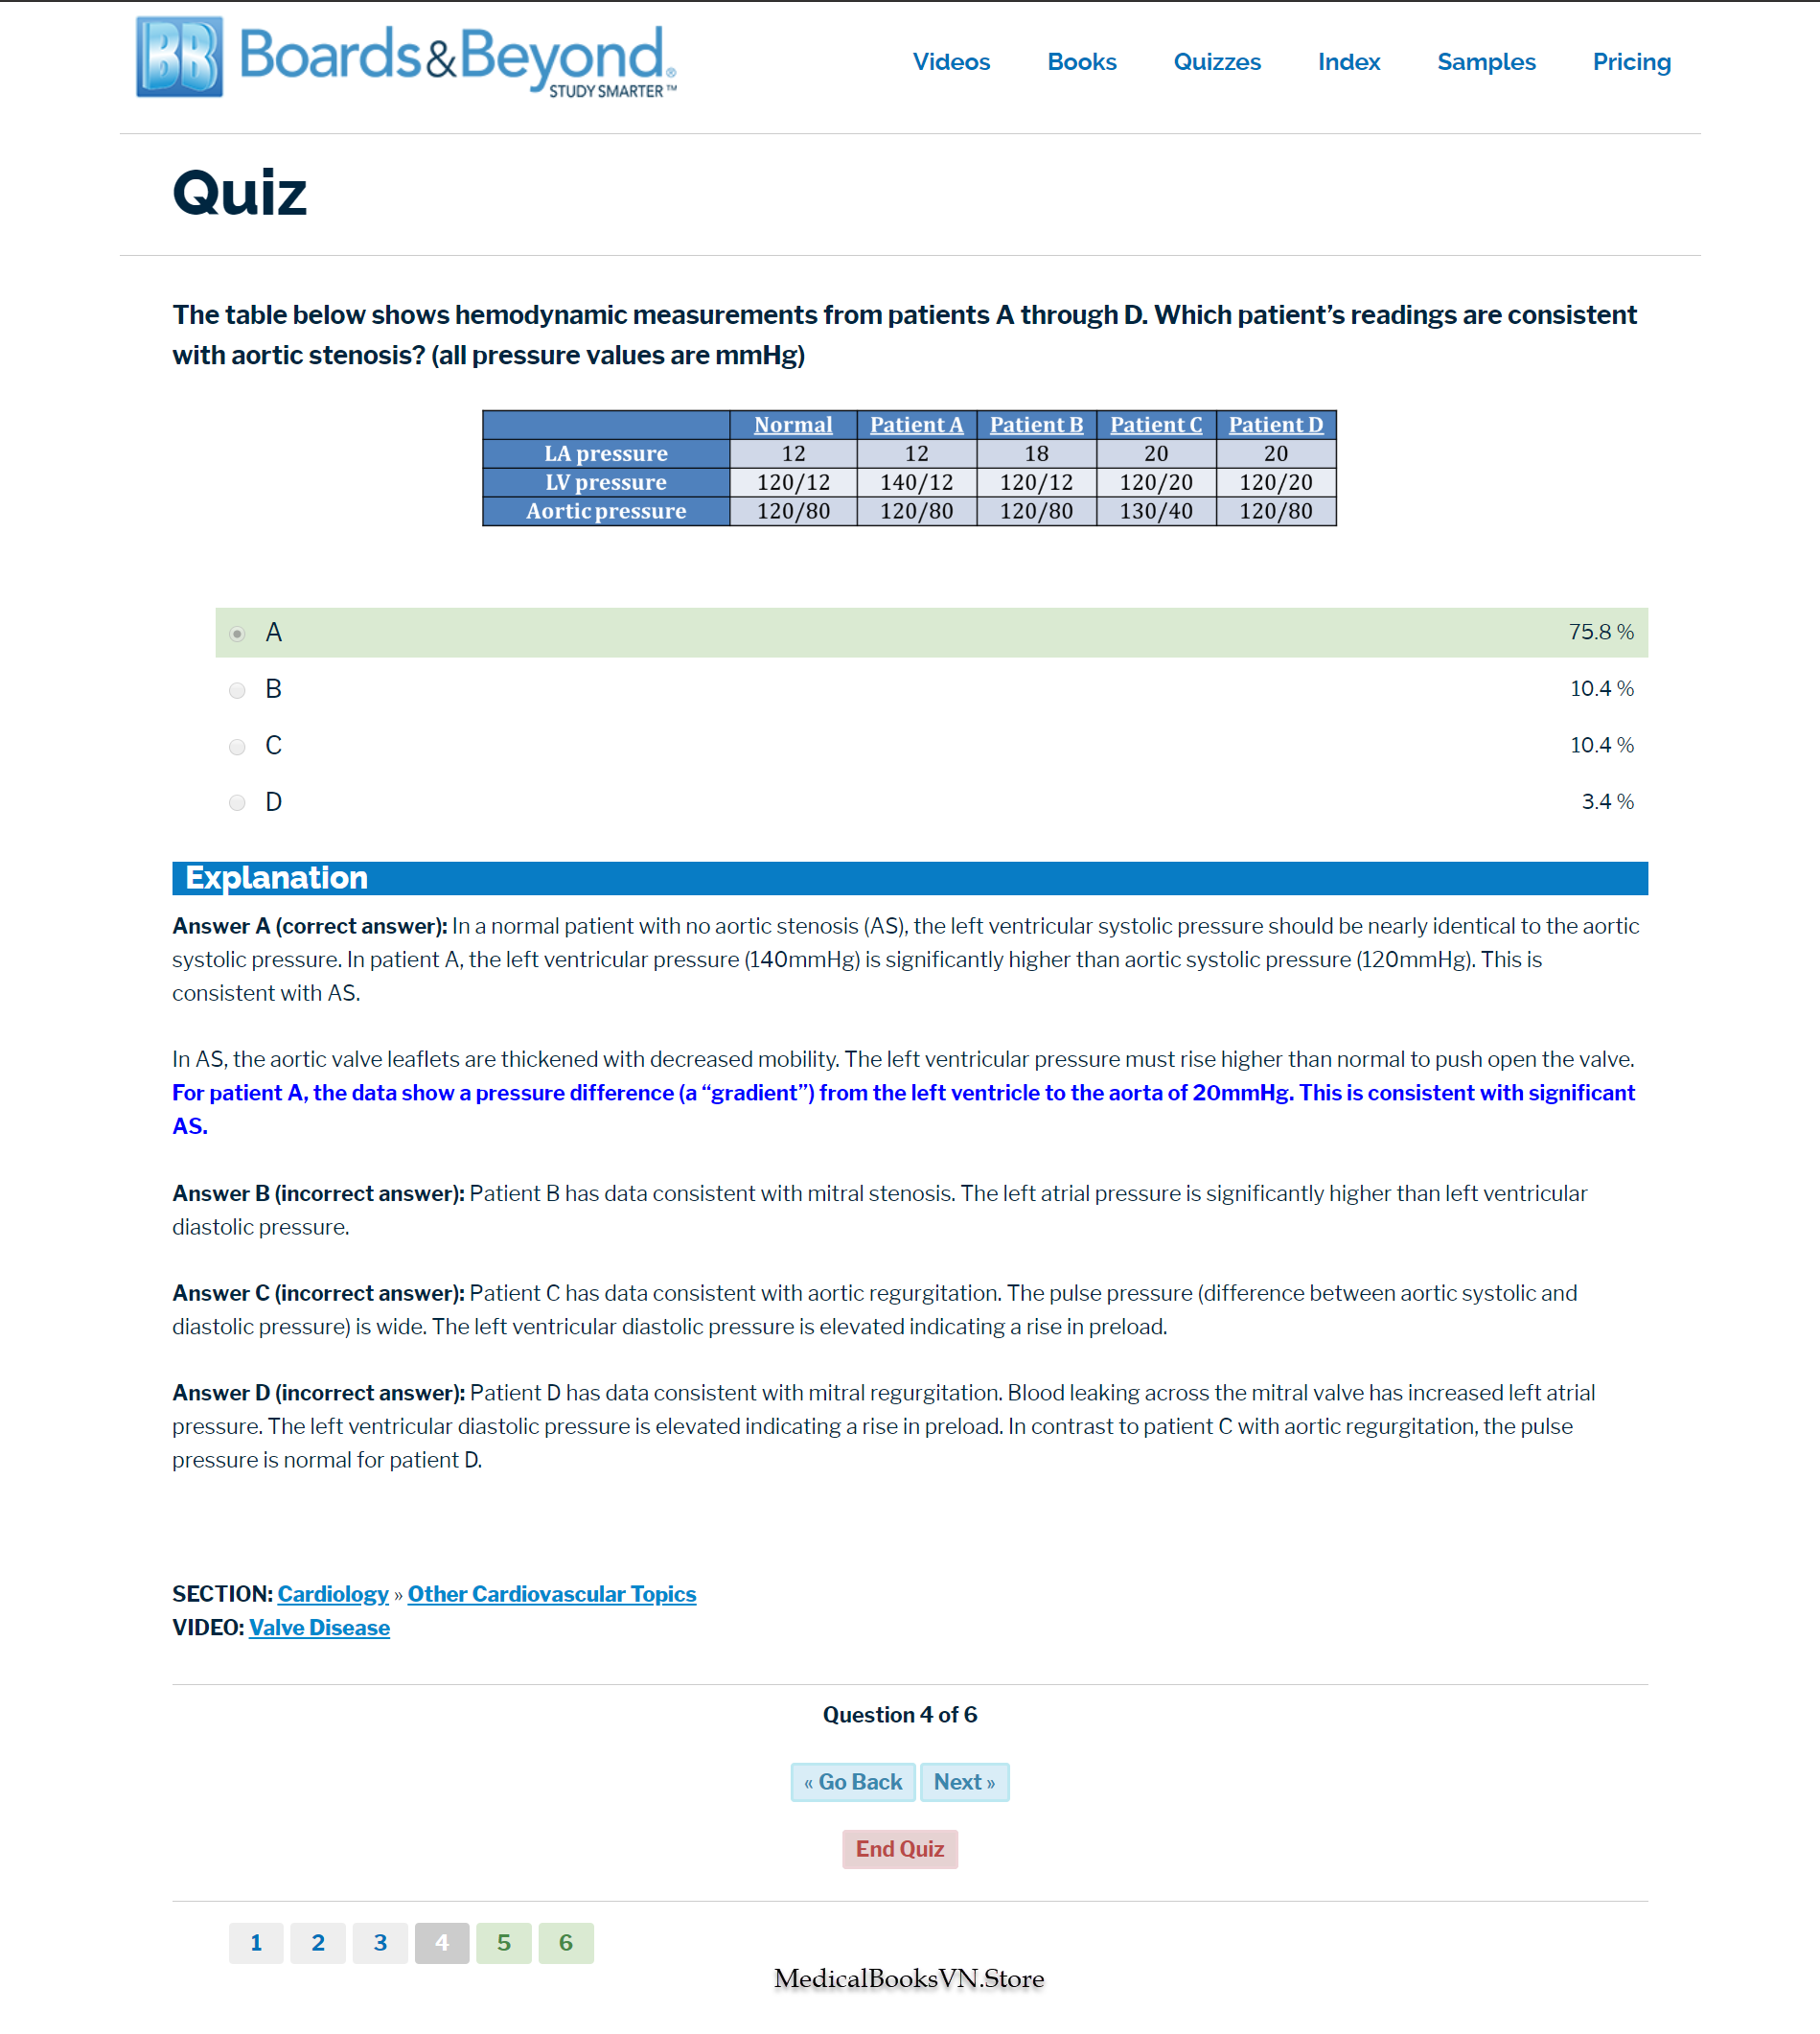 BB Boards&Beyond®
STUDY SMARTER™
Videos Books Quizzes Index Samples Pricing
Quiz
The table below shows hemodynamic measurements from patients A through D. Which patient’s readings are consistent
with aortic stenosis? (all pressure values are mmHg)
Normal Patient A Patient B Patient C Patient D
LA pressure 12 12 18 20 20
LV pressure 120/12 140/12 120/12 120/20 120/20
Aortic pressure 120/80 120/80 120/80 130/40 120/80
A 75.8 %
B 10.4 %
C 10.4 %
D 3.4 %
Explanation
Answer A (correct answer): In a normal patient with no aortic stenosis (AS), the left ventricular systolic pressure should be nearly identical to the aortic
systolic pressure. In patient A, the left ventricular pressure (140mmHg) is significantly higher than aortic systolic pressure (120mmHg). This is
consistent with AS.
In AS, the aortic valve leaflets are thickened with decreased mobility. The left ventricular pressure must rise higher than normal to push open the valve.
For patient A, the data show a pressure difference (a “gradient”) from the left ventricle to the aorta of 20mmHg. This is consistent with significant
AS.
Answer B (incorrect answer): Patient B has data consistent with mitral stenosis. The left atrial pressure is significantly higher than left ventricular
diastolic pressure.
Answer C (incorrect answer): Patient C has data consistent with aortic regurgitation. The pulse pressure (difference between aortic systolic and
diastolic pressure) is wide. The left ventricular diastolic pressure is elevated indicating a rise in preload.
Answer D (incorrect answer): Patient D has data consistent with mitral regurgitation. Blood leaking across the mitral valve has increased left atrial
pressure. The left ventricular diastolic pressure is elevated indicating a rise in preload. In contrast to patient C with aortic regurgitation, the pulse
pressure is normal for patient D.
SECTION: Cardiology » Other Cardiovascular Topics
VIDEO: Valve Disease
Question 4 of 6
« Go Back Next »
End Quiz
1 2 3 4 5 6
MedicalBooksVN.Store